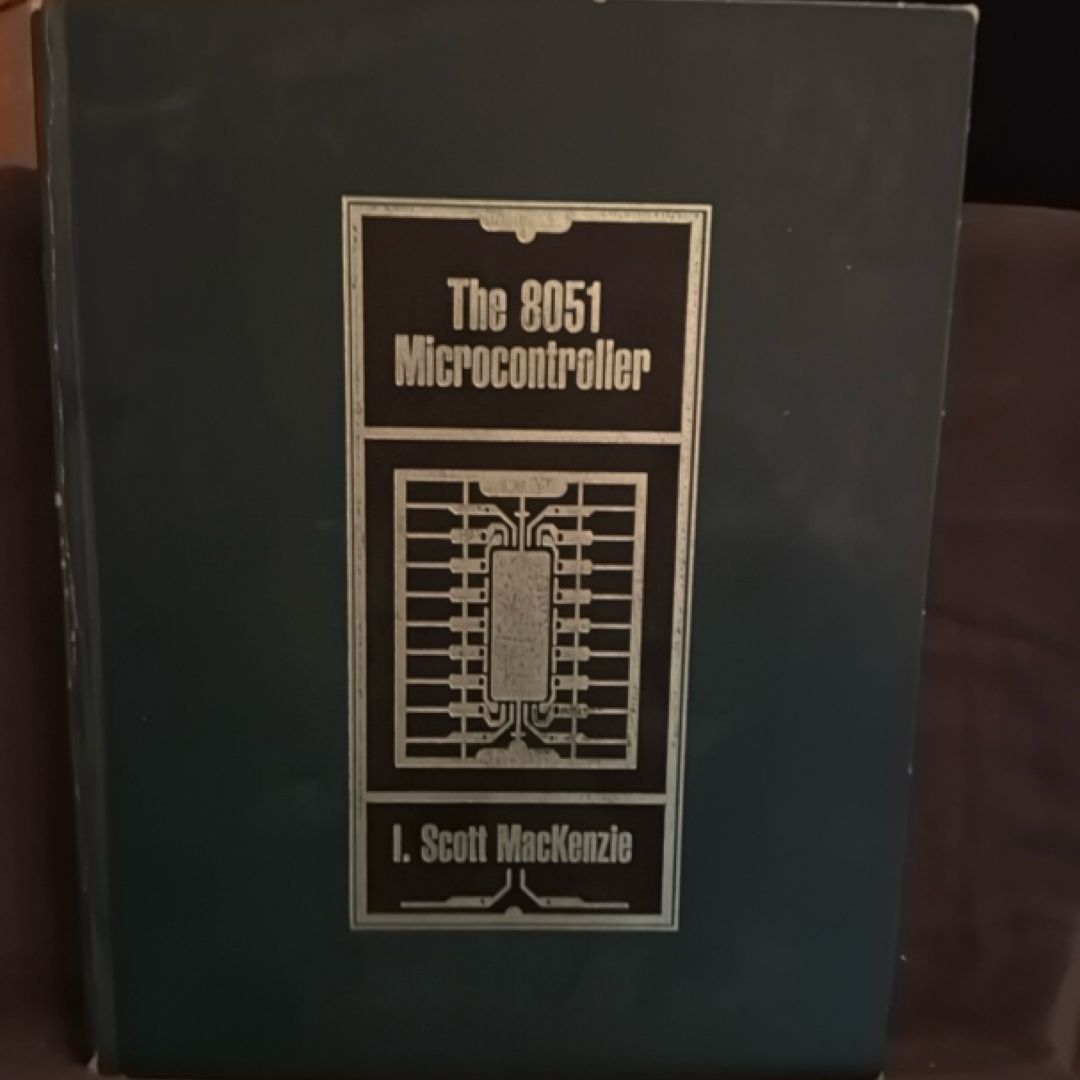 The 8051
Microcontroller
I. Scott MacKenzie